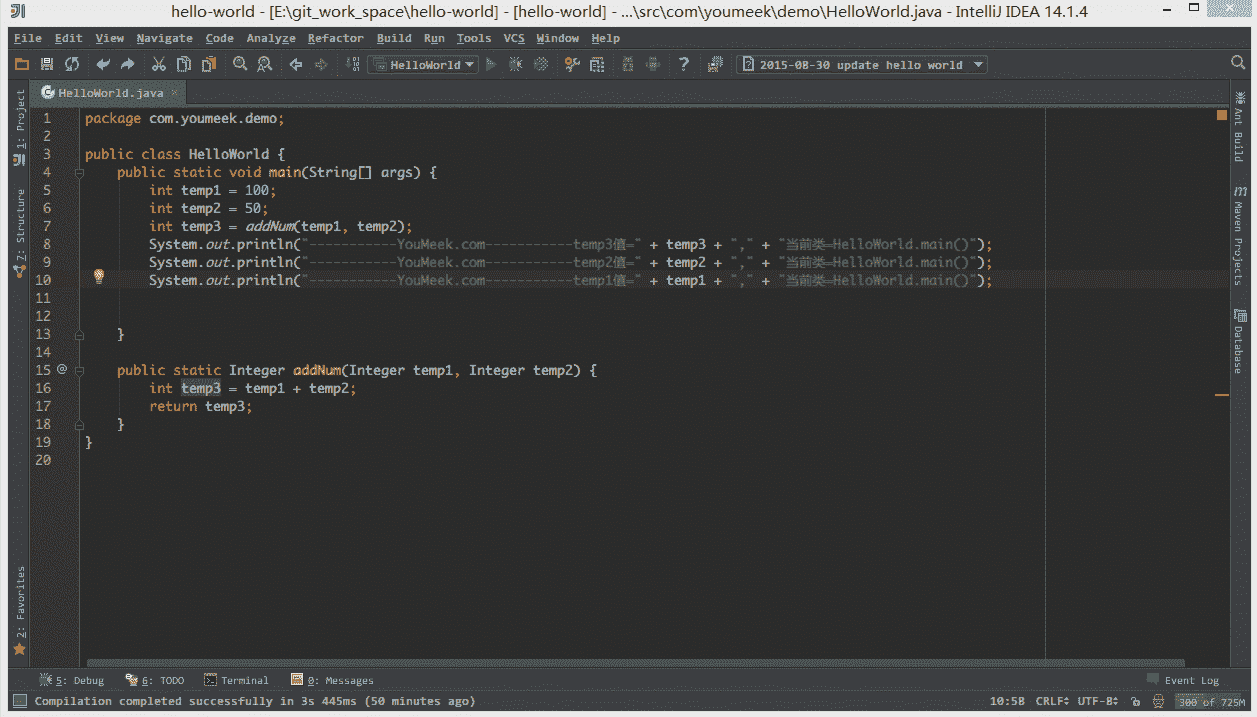 hello-world - [E:\git_work_space\hello-world] - [hello-world] - ...\src\com\youmeek\demo\HelloWorld.java - IntelliJ IDEA 14.1.4
File Edit View Navigate Code Analyze Refactor Build Run Tools VCS Window Help
HelloWorld 2015-08-30 update hello world
HelloWorld.java
1: Project
7: Structure
2: Favorites
1 package com.youmeek.demo;
2
3 public class HelloWorld {
4 public static void main(String[] args) {
5 int temp1 = 100;
6 int temp2 = 50;
7 int temp3 = addNum(temp1, temp2);
8 System.out.println("-----------YouMeek.com-----------temp3值=" + temp3 + "," + "当前类=HelloWorld.main()");
9 System.out.println("-----------YouMeek.com-----------temp2值=" + temp2 + "," + "当前类=HelloWorld.main()");
10 System.out.println("-----------YouMeek.com-----------temp1值=" + temp1 + "," + "当前类=HelloWorld.main()");
11
12
13 }
14
15 @ public static Integer addNum(Integer temp1, Integer temp2) {
16 int temp3 = temp1 + temp2;
17 return temp3;
18 }
19 }
20
Ant Build
Maven Projects
Database
5: Debug 6: TODO Terminal 0: Messages Event Log
Compilation completed successfully in 3s 445ms (50 minutes ago) 10:58 CRLF UTF-8 300 of 725M